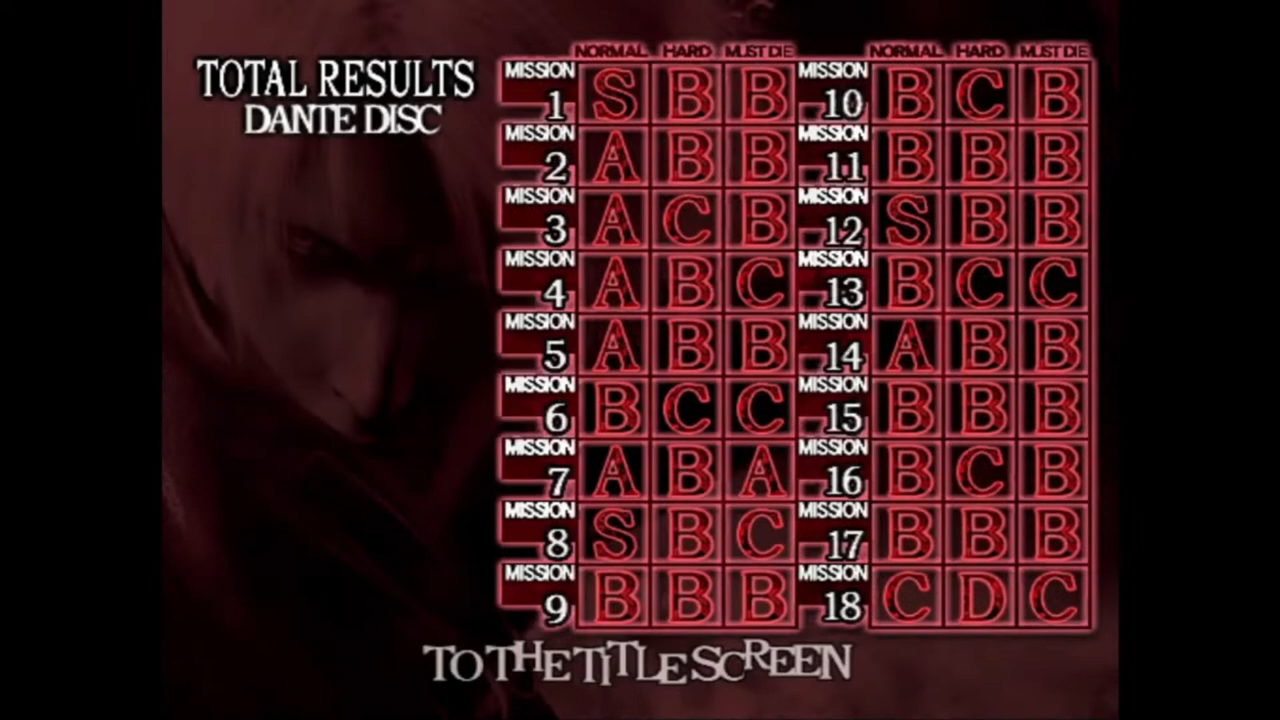 TOTAL RESULTS
DANTE DISC
NORMAL HARD MUST DIE NORMAL HARD MUST DIE
MISSION 1 S B B MISSION 10 B C B
MISSION 2 A B B MISSION 11 B B B
MISSION 3 A C B MISSION 12 S B B
MISSION 4 A B C MISSION 13 B C C
MISSION 5 A B B MISSION 14 A B B
MISSION 6 B C C MISSION 15 B B B
MISSION 7 A B A MISSION 16 B C B
MISSION 8 S B C MISSION 17 B B B
MISSION 9 B B B MISSION 18 C D C
TO THE TITLE SCREEN